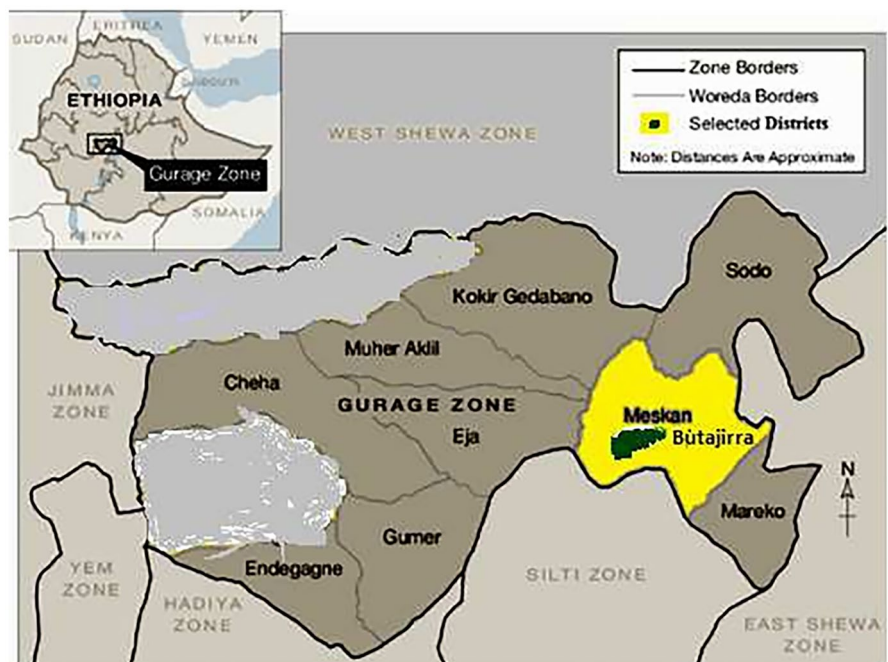 ERITREA
SUDAN
YEMEN
DJIBOUTI
ETHIOPIA
Gurage Zone
SOMALIA
KENYA
Zone Borders
Woreda Borders
Selected Districts
Note: Distances Are Approximate
WEST SHEWA ZONE
Sodo
Kokir Gedabano
Muher Aklil
Cheha
JIMMA
ZONE
GURAGE ZONE
Eja
Meskan
Butajirra
N
Mareko
Gumer
Endegagne
YEM
ZONE
SILTI ZONE
HADIYA
ZONE
EAST SHEWA
ZONE